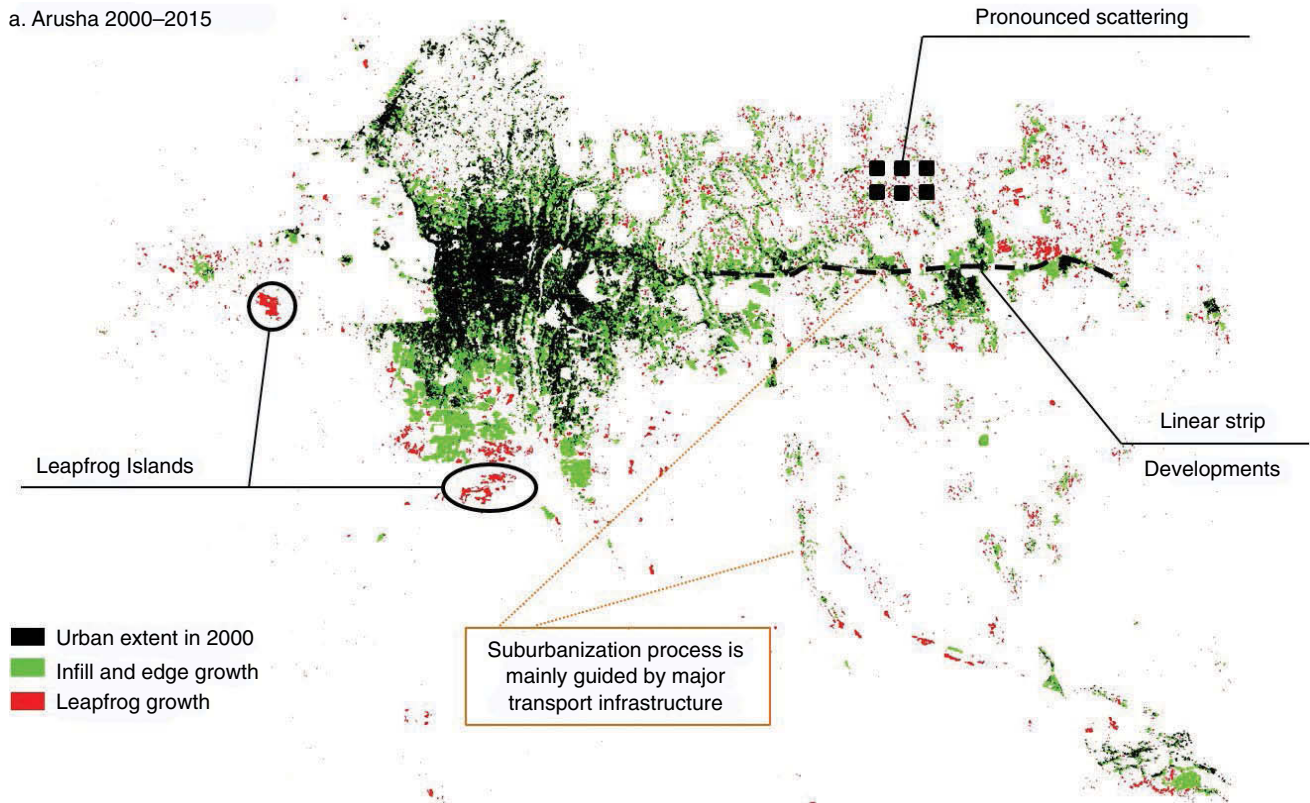 a. Arusha 2000–2015
Pronounced scattering
Linear strip
Developments
Leapfrog Islands
Urban extent in 2000
Infill and edge growth
Leapfrog growth
Suburbanization process is
mainly guided by major
transport infrastructure